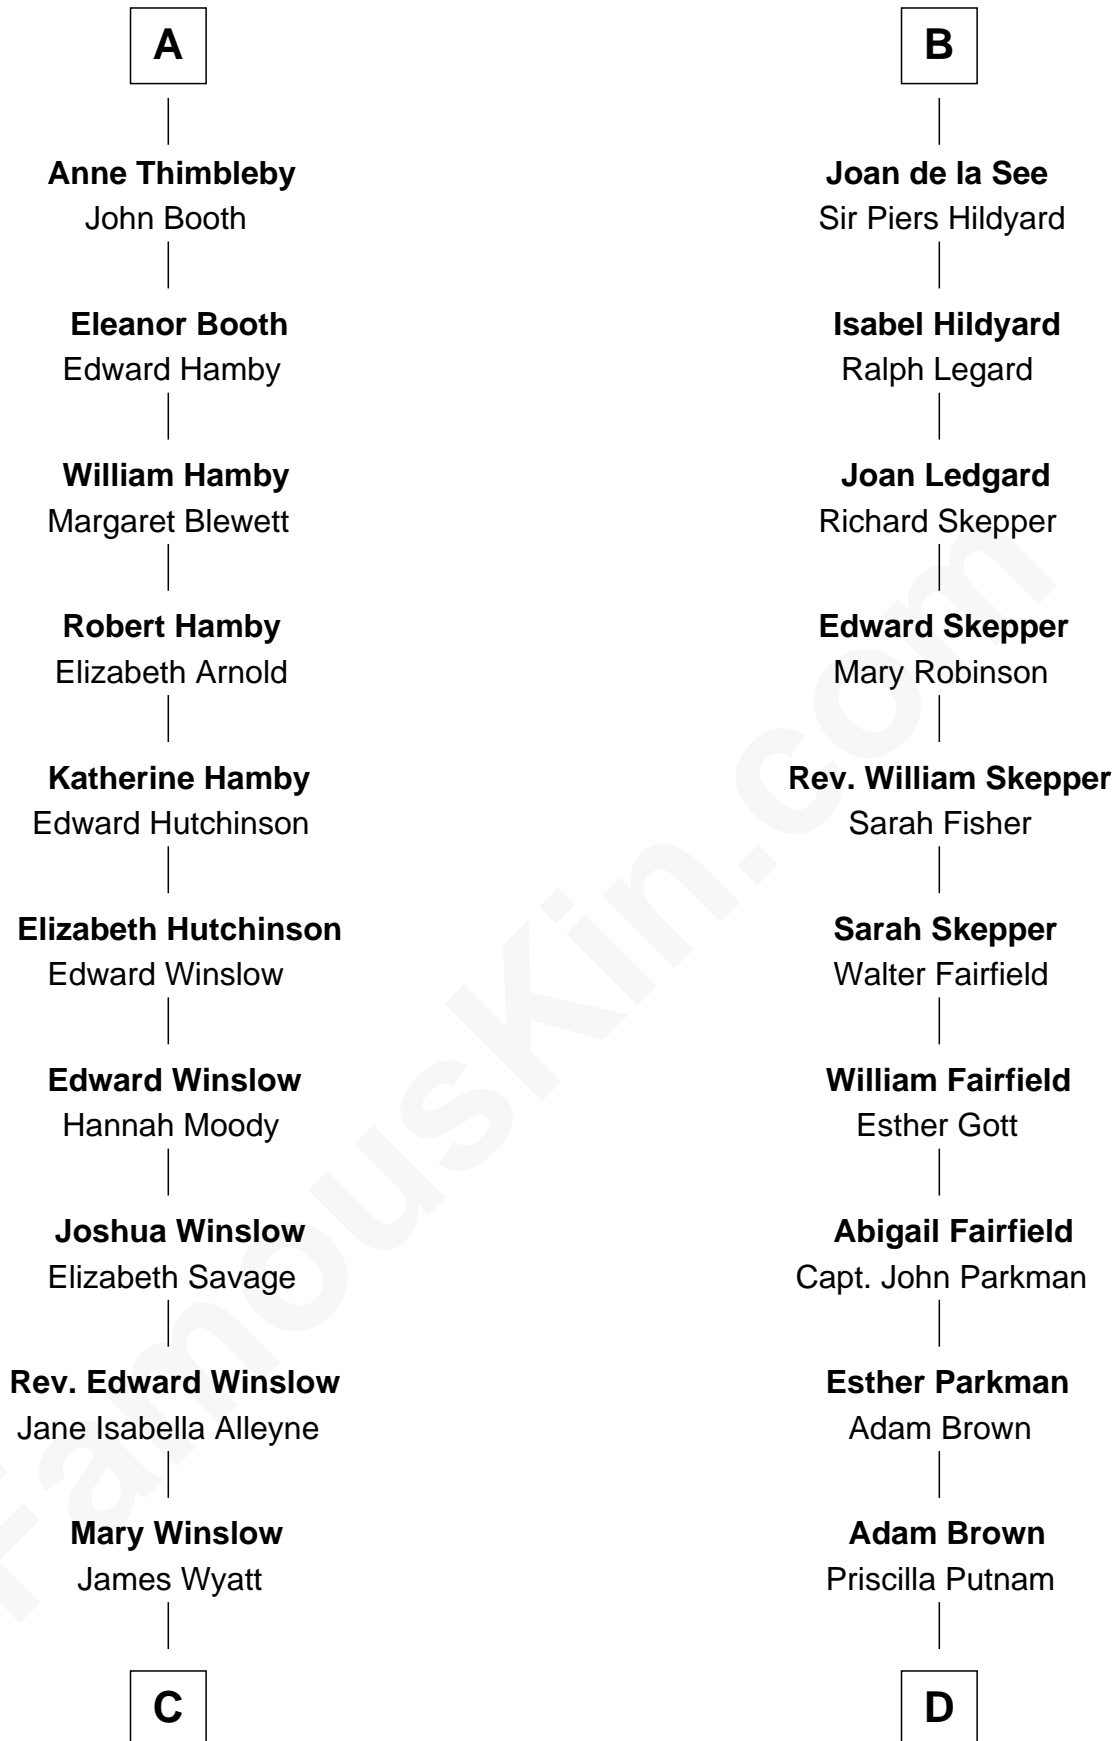 A
Anne Thimbleby
John Booth
Eleanor Booth
Edward Hamby
William Hamby
Margaret Blewett
Robert Hamby
Elizabeth Arnold
Katherine Hamby
Edward Hutchinson
Elizabeth Hutchinson
Edward Winslow
Edward Winslow
Hannah Moody
Joshua Winslow
Elizabeth Savage
Rev. Edward Winslow
Jane Isabella Alleyne
Mary Winslow
James Wyatt
C
B
Joan de la See
Sir Piers Hildyard
Isabel Hildyard
Ralph Legard
Joan Ledgard
Richard Skepper
Edward Skepper
Mary Robinson
Rev. William Skepper
Sarah Fisher
Sarah Skepper
Walter Fairfield
William Fairfield
Esther Gott
Abigail Fairfield
Capt. John Parkman
Esther Parkman
Adam Brown
Adam Brown
Priscilla Putnam
D
FamousKin.com